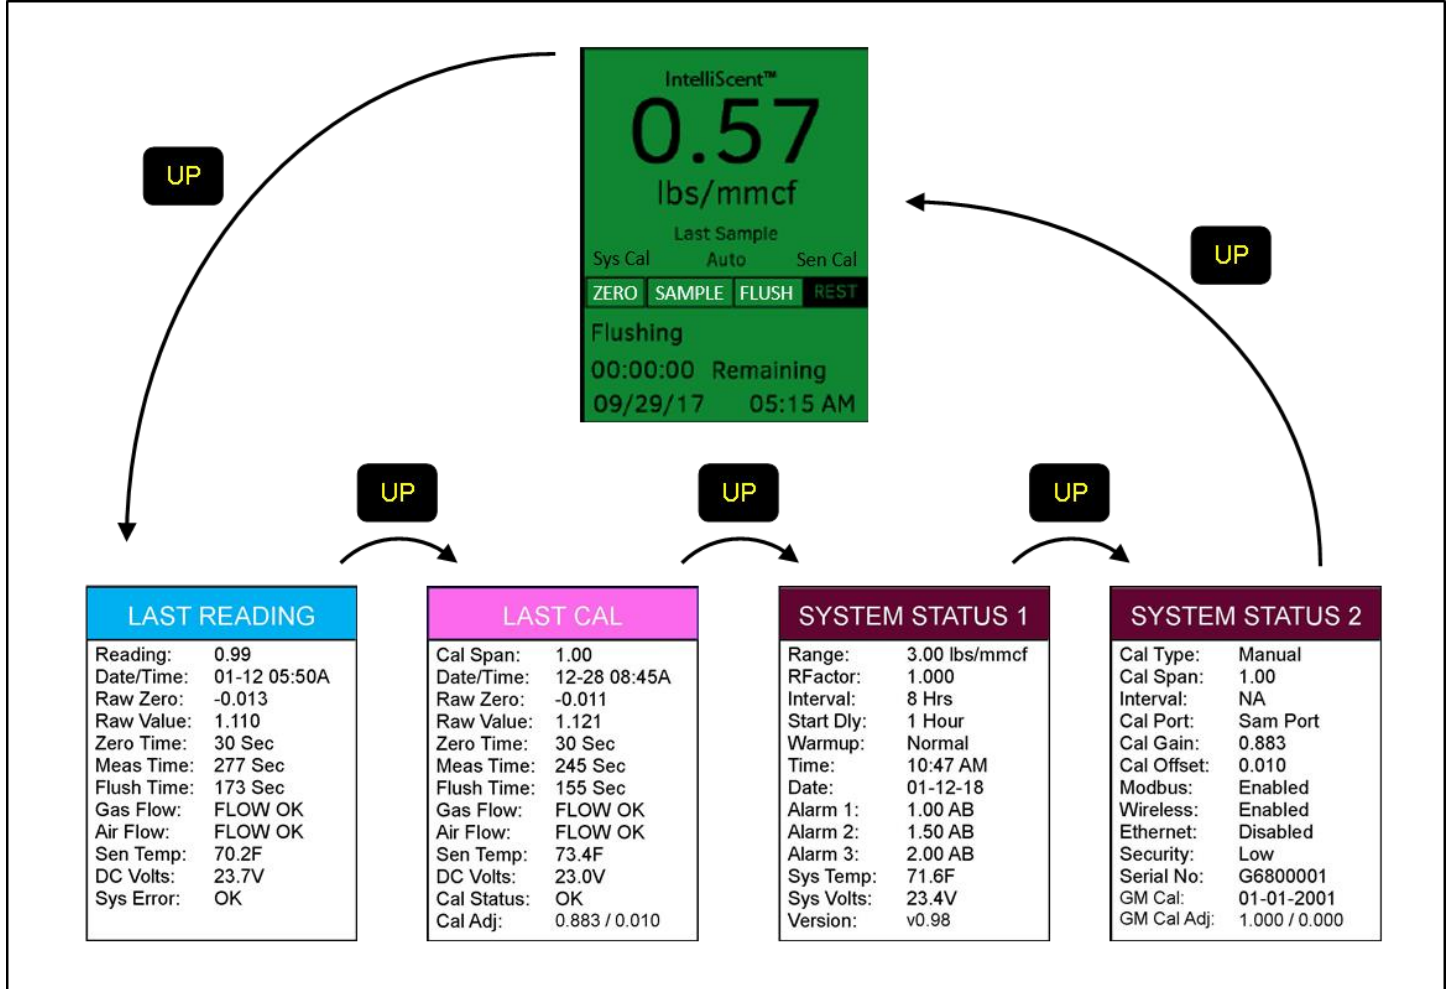 IntelliScent™
0.57
lbs/mmcf
Last Sample
Sys Cal Auto Sen Cal
ZERO SAMPLE FLUSH REST
Flushing
00:00:00 Remaining
09/29/17 05:15 AM
UP
UP
UP
UP
UP
LAST READING
Reading: 0.99
Date/Time: 01-12 05:50A
Raw Zero: -0.013
Raw Value: 1.110
Zero Time: 30 Sec
Meas Time: 277 Sec
Flush Time: 173 Sec
Gas Flow: FLOW OK
Air Flow: FLOW OK
Sen Temp: 70.2F
DC Volts: 23.7V
Sys Error: OK
LAST CAL
Cal Span: 1.00
Date/Time: 12-28 08:45A
Raw Zero: -0.011
Raw Value: 1.121
Zero Time: 30 Sec
Meas Time: 245 Sec
Flush Time: 155 Sec
Gas Flow: FLOW OK
Air Flow: FLOW OK
Sen Temp: 73.4F
DC Volts: 23.0V
Cal Status: OK
Cal Adj: 0.883 / 0.010
SYSTEM STATUS 1
Range: 3.00 lbs/mmcf
RFactor: 1.000
Interval: 8 Hrs
Start Dly: 1 Hour
Warmup: Normal
Time: 10:47 AM
Date: 01-12-18
Alarm 1: 1.00 AB
Alarm 2: 1.50 AB
Alarm 3: 2.00 AB
Sys Temp: 71.6F
Sys Volts: 23.4V
Version: v0.98
SYSTEM STATUS 2
Cal Type: Manual
Cal Span: 1.00
Interval: NA
Cal Port: Sam Port
Cal Gain: 0.883
Cal Offset: 0.010
Modbus: Enabled
Wireless: Enabled
Ethernet: Disabled
Security: Low
Serial No: G6800001
GM Cal: 01-01-2001
GM Cal Adj: 1.000 / 0.000